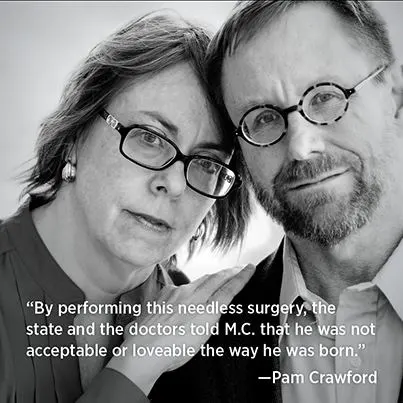 “By performing this needless surgery, the
state and the doctors told M.C. that he was not
acceptable or loveable the way he was born.”
—Pam Crawford